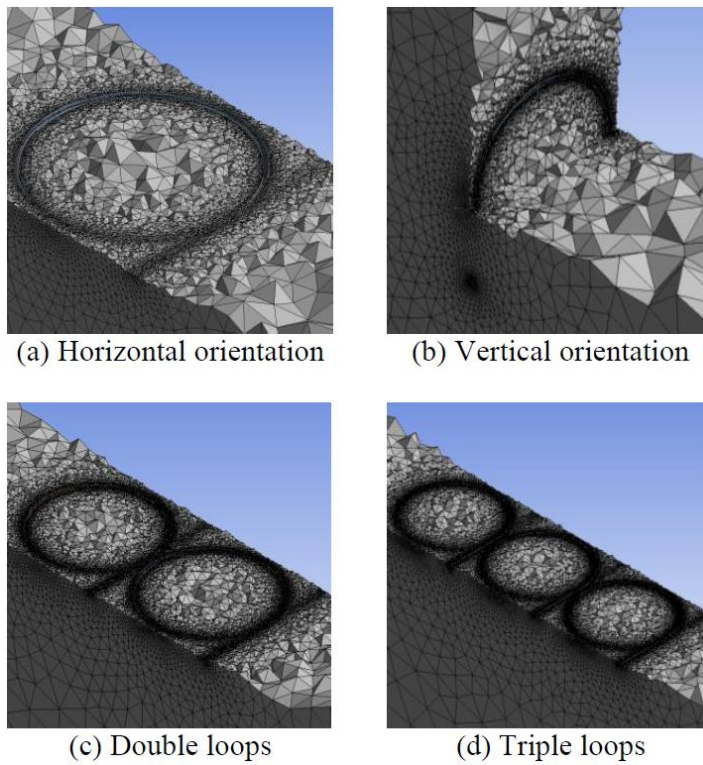 (a) Horizontal orientation
(b) Vertical orientation
(c) Double loops
(d) Triple loops